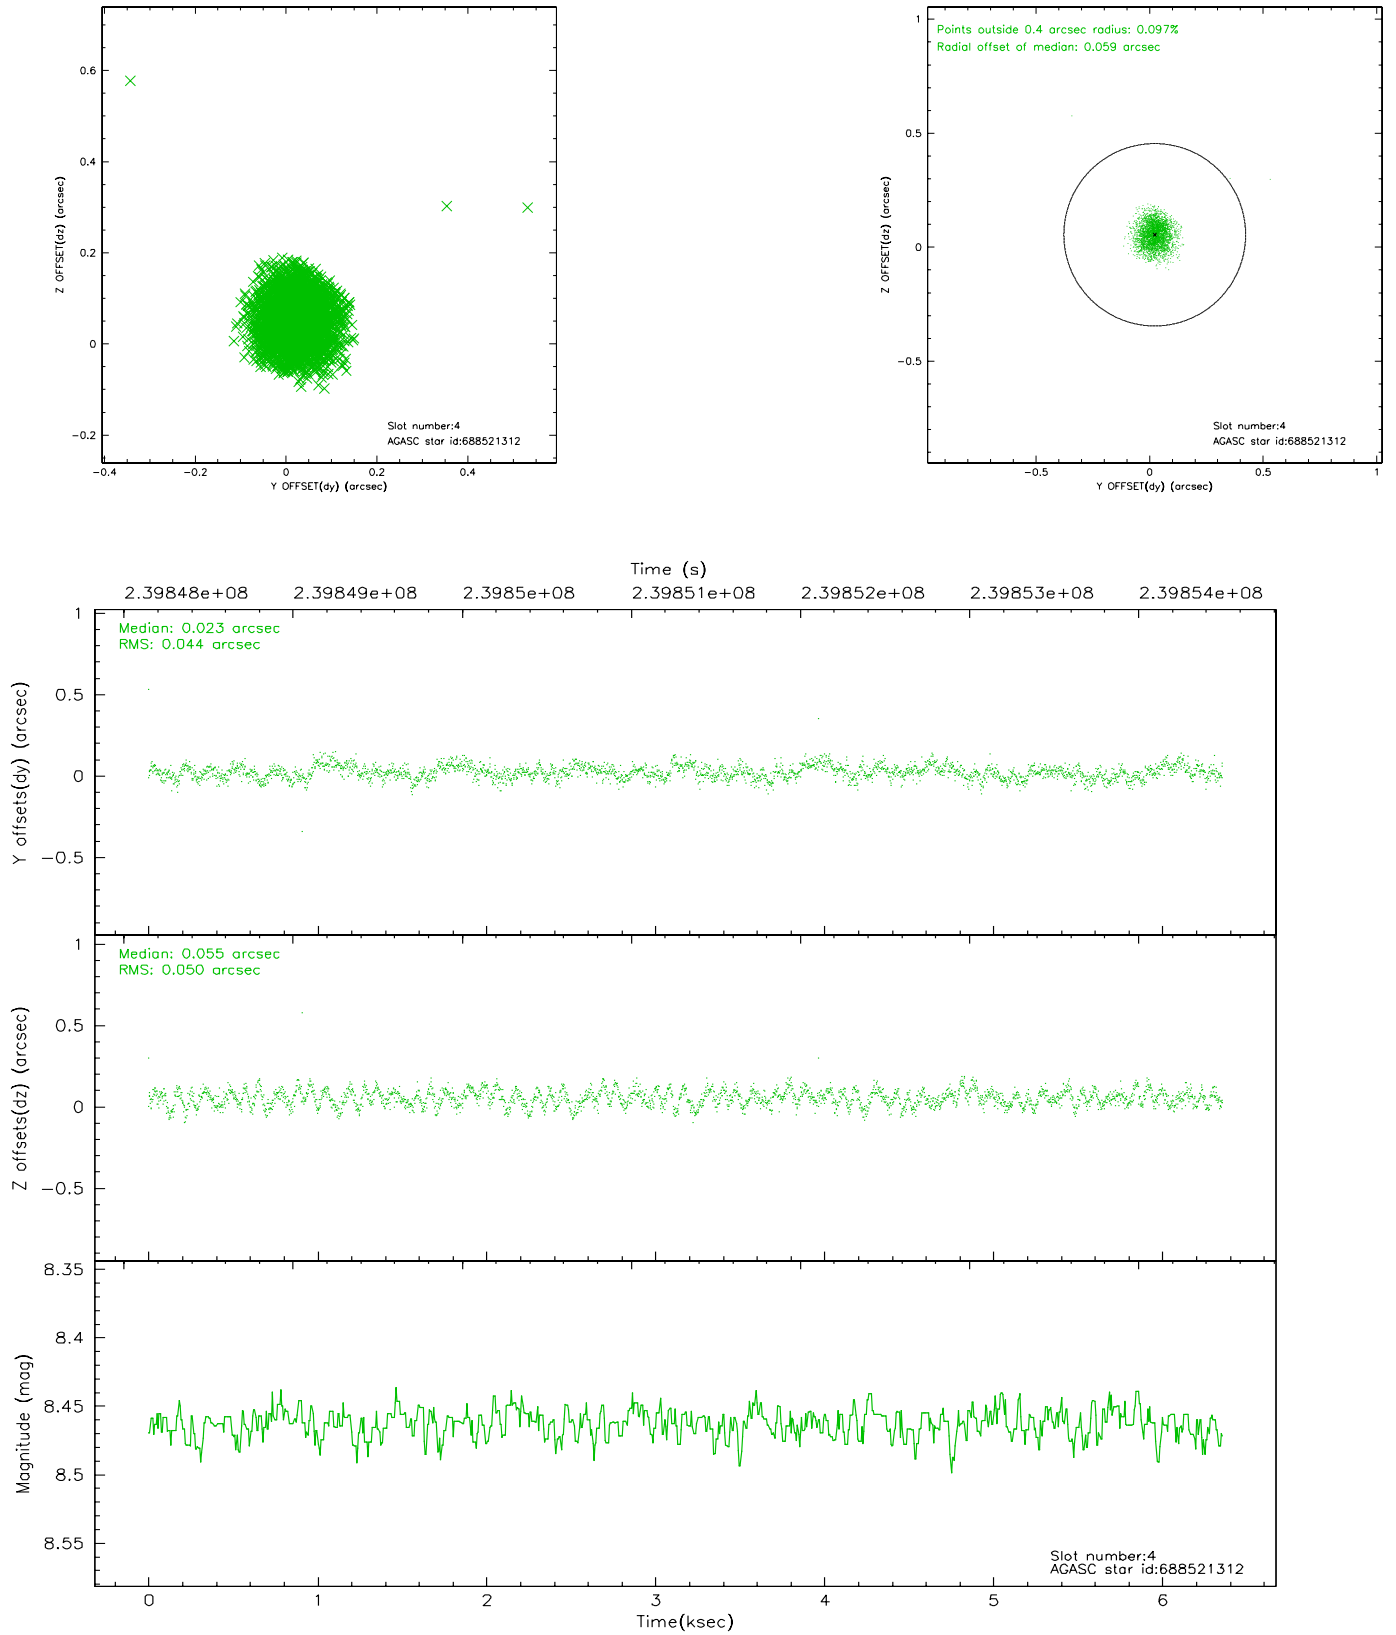 0.6
0.4
0.2
0
−0.2
Z OFFSET(dz) (arcsec)
Slot number:4
AGASC star id:688521312
−0.4 −0.2 0 0.2 0.4
Y OFFSET(dy) (arcsec)
Points outside 0.4 arcsec radius: 0.097%
Radial offset of median: 0.059 arcsec
1
0.5
0
−0.5
Z OFFSET(dz) (arcsec)
Slot number:4
AGASC star id:688521312
−0.5 0 0.5 1
Y OFFSET(dy) (arcsec)
Time (s)
2.39848e+08 2.39849e+08 2.3985e+08 2.39851e+08 2.39852e+08 2.39853e+08 2.39854e+08
Median: 0.023 arcsec
RMS: 0.044 arcsec
1
0.5
0
−0.5
Y offsets(dy) (arcsec)
Median: 0.055 arcsec
RMS: 0.050 arcsec
1
0.5
0
−0.5
Z offsets(dz) (arcsec)
8.35
8.4
8.45
8.5
8.55
Magnitude (mag)
Slot number:4
AGASC star id:688521312
0 1 2 3 4 5 6
Time(ksec)